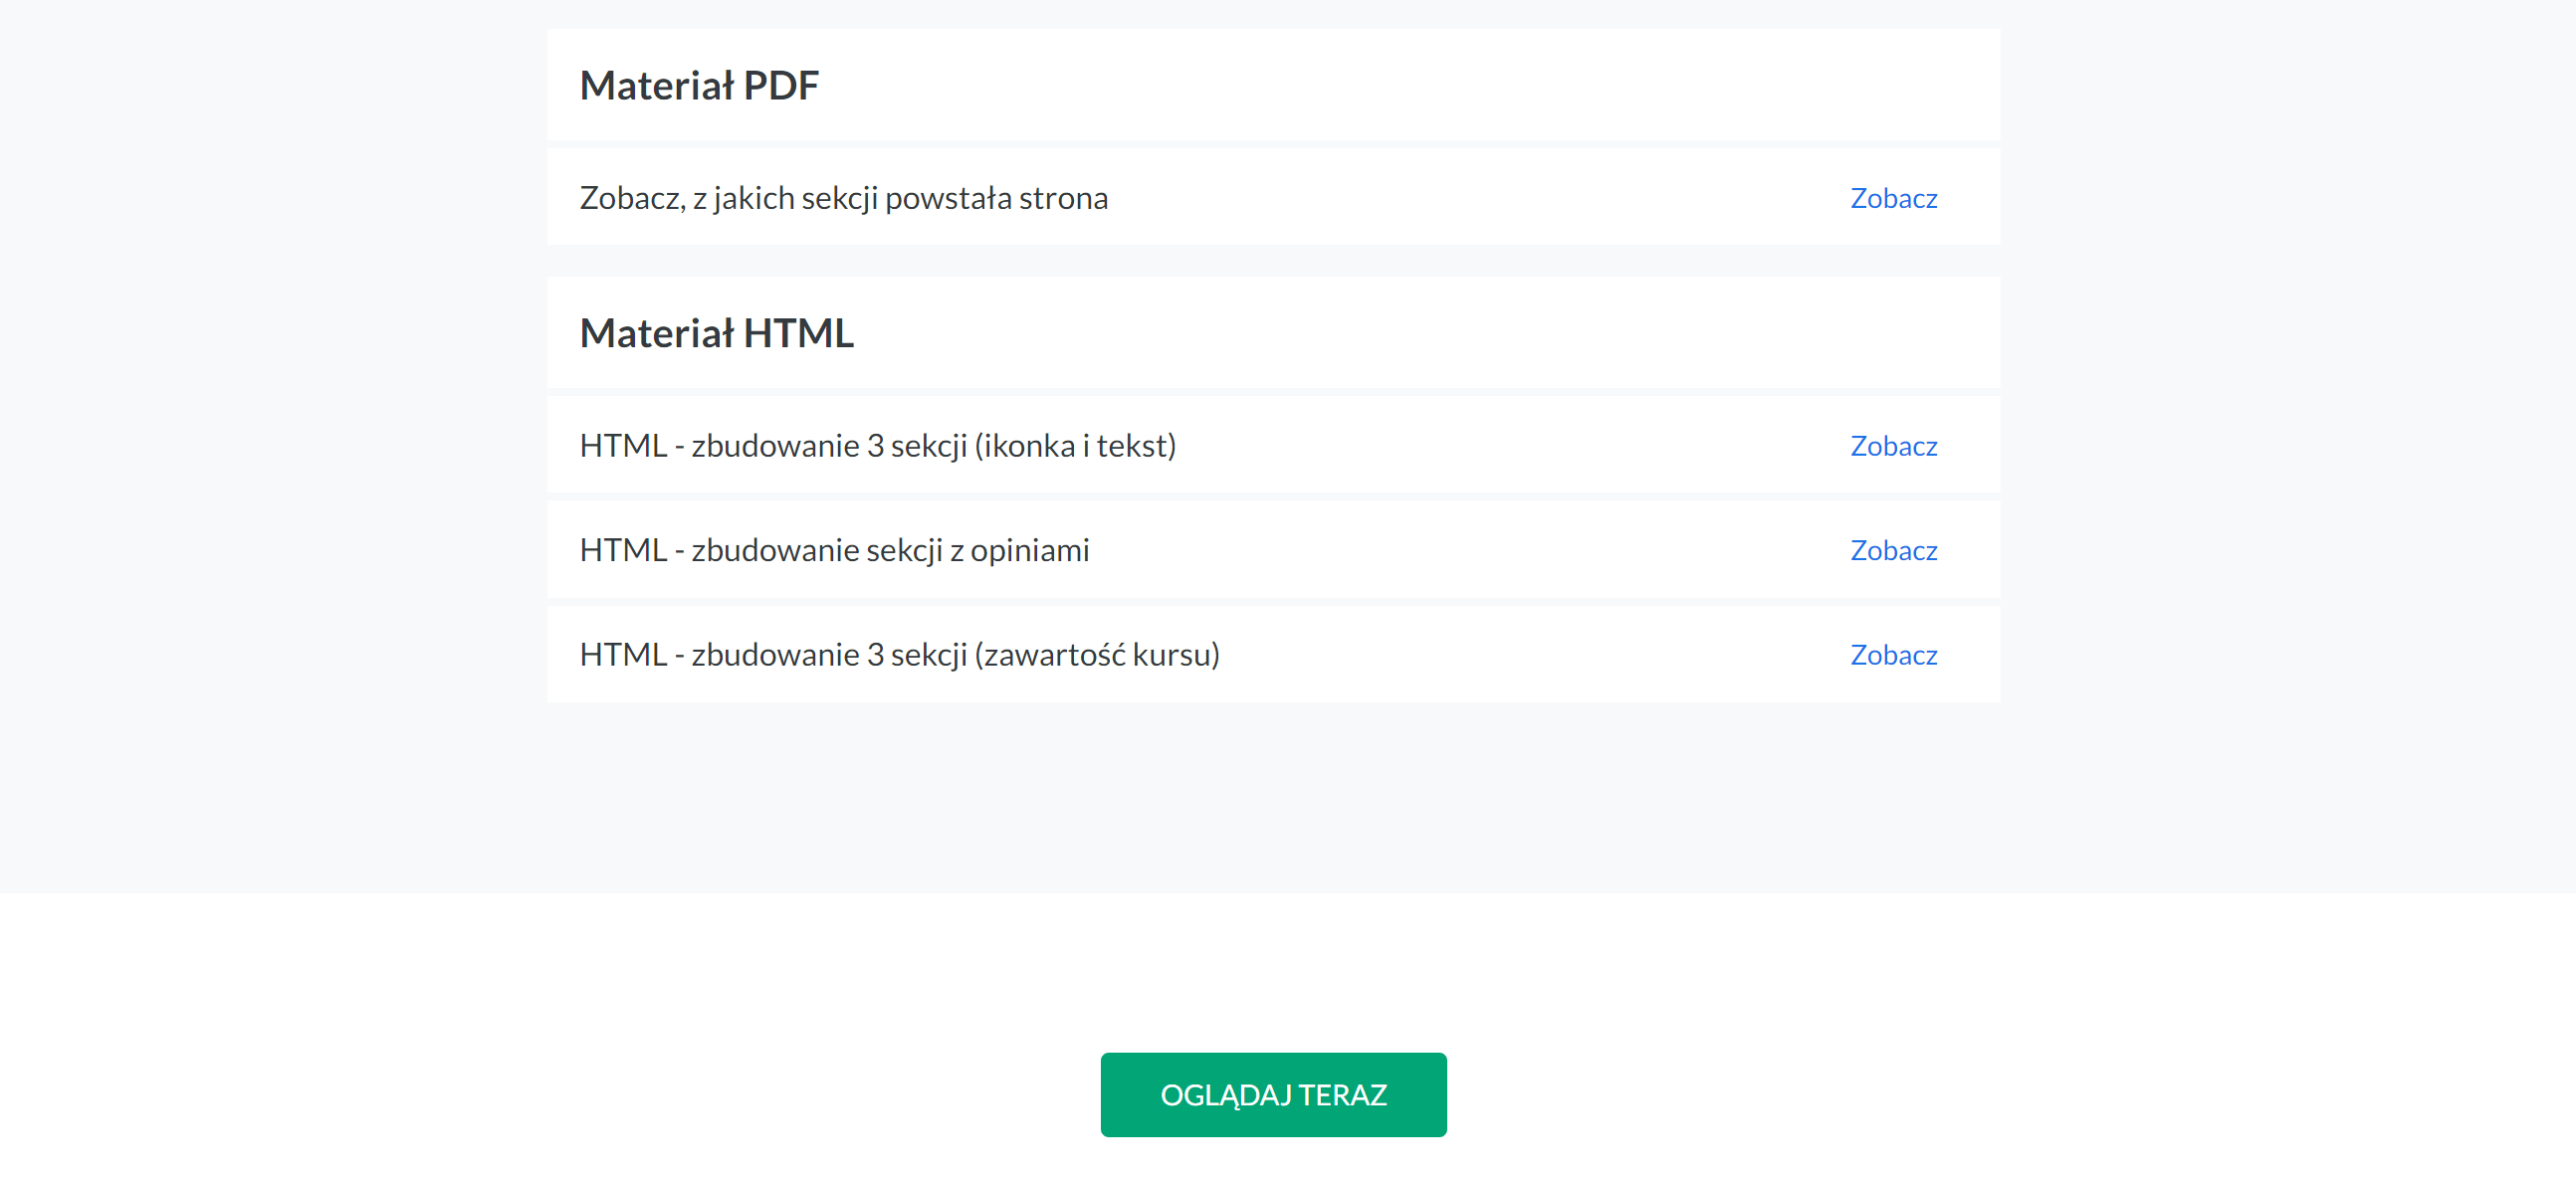 Materiał PDF
Zobacz, z jakich sekcji powstała strona Zobacz
Materiał HTML
HTML - zbudowanie 3 sekcji (ikonka i tekst) Zobacz
HTML - zbudowanie sekcji z opiniami Zobacz
HTML - zbudowanie 3 sekcji (zawartość kursu) Zobacz
OGLĄDAJ TERAZ